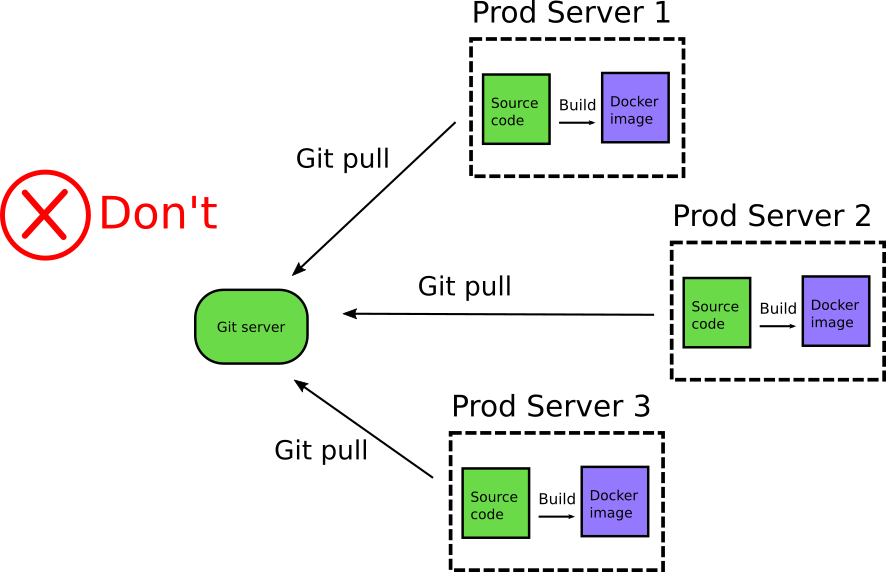 Prod Server 1
Source
code
Build
Docker
image
Git pull
Don't
Prod Server 2
Source
code
Build
Docker
image
Git pull
Git server
Prod Server 3
Source
code
Build
Docker
image
Git pull